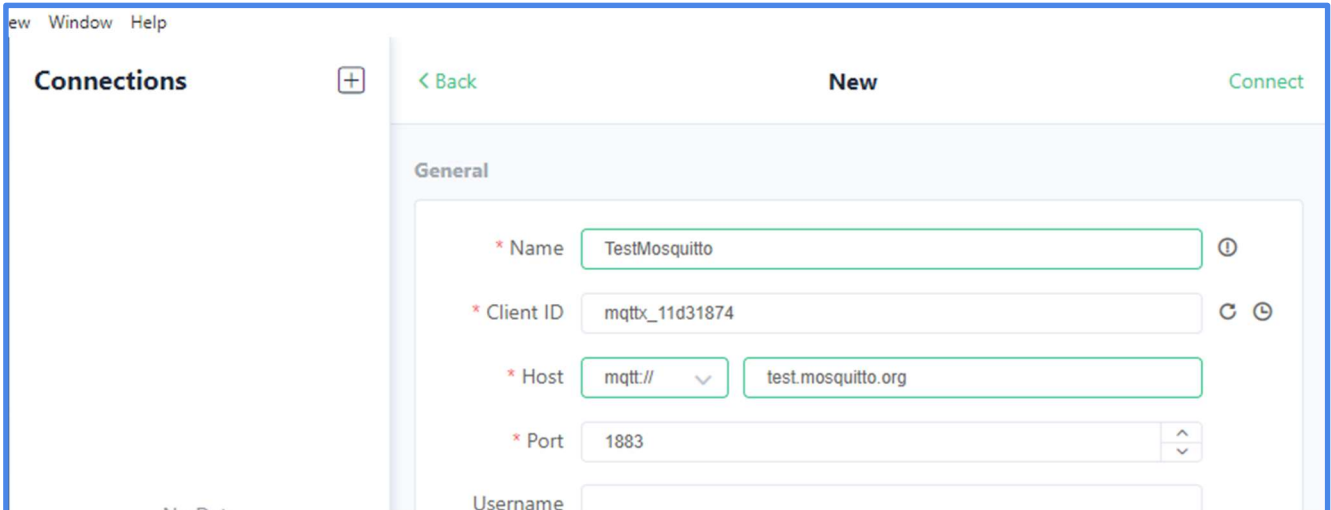 ew Window Help
Connections
< Back New Connect
General
* Name TestMosquitto
* Client ID mqttx_11d31874
* Host mqtt:// test.mosquitto.org
* Port 1883
Username